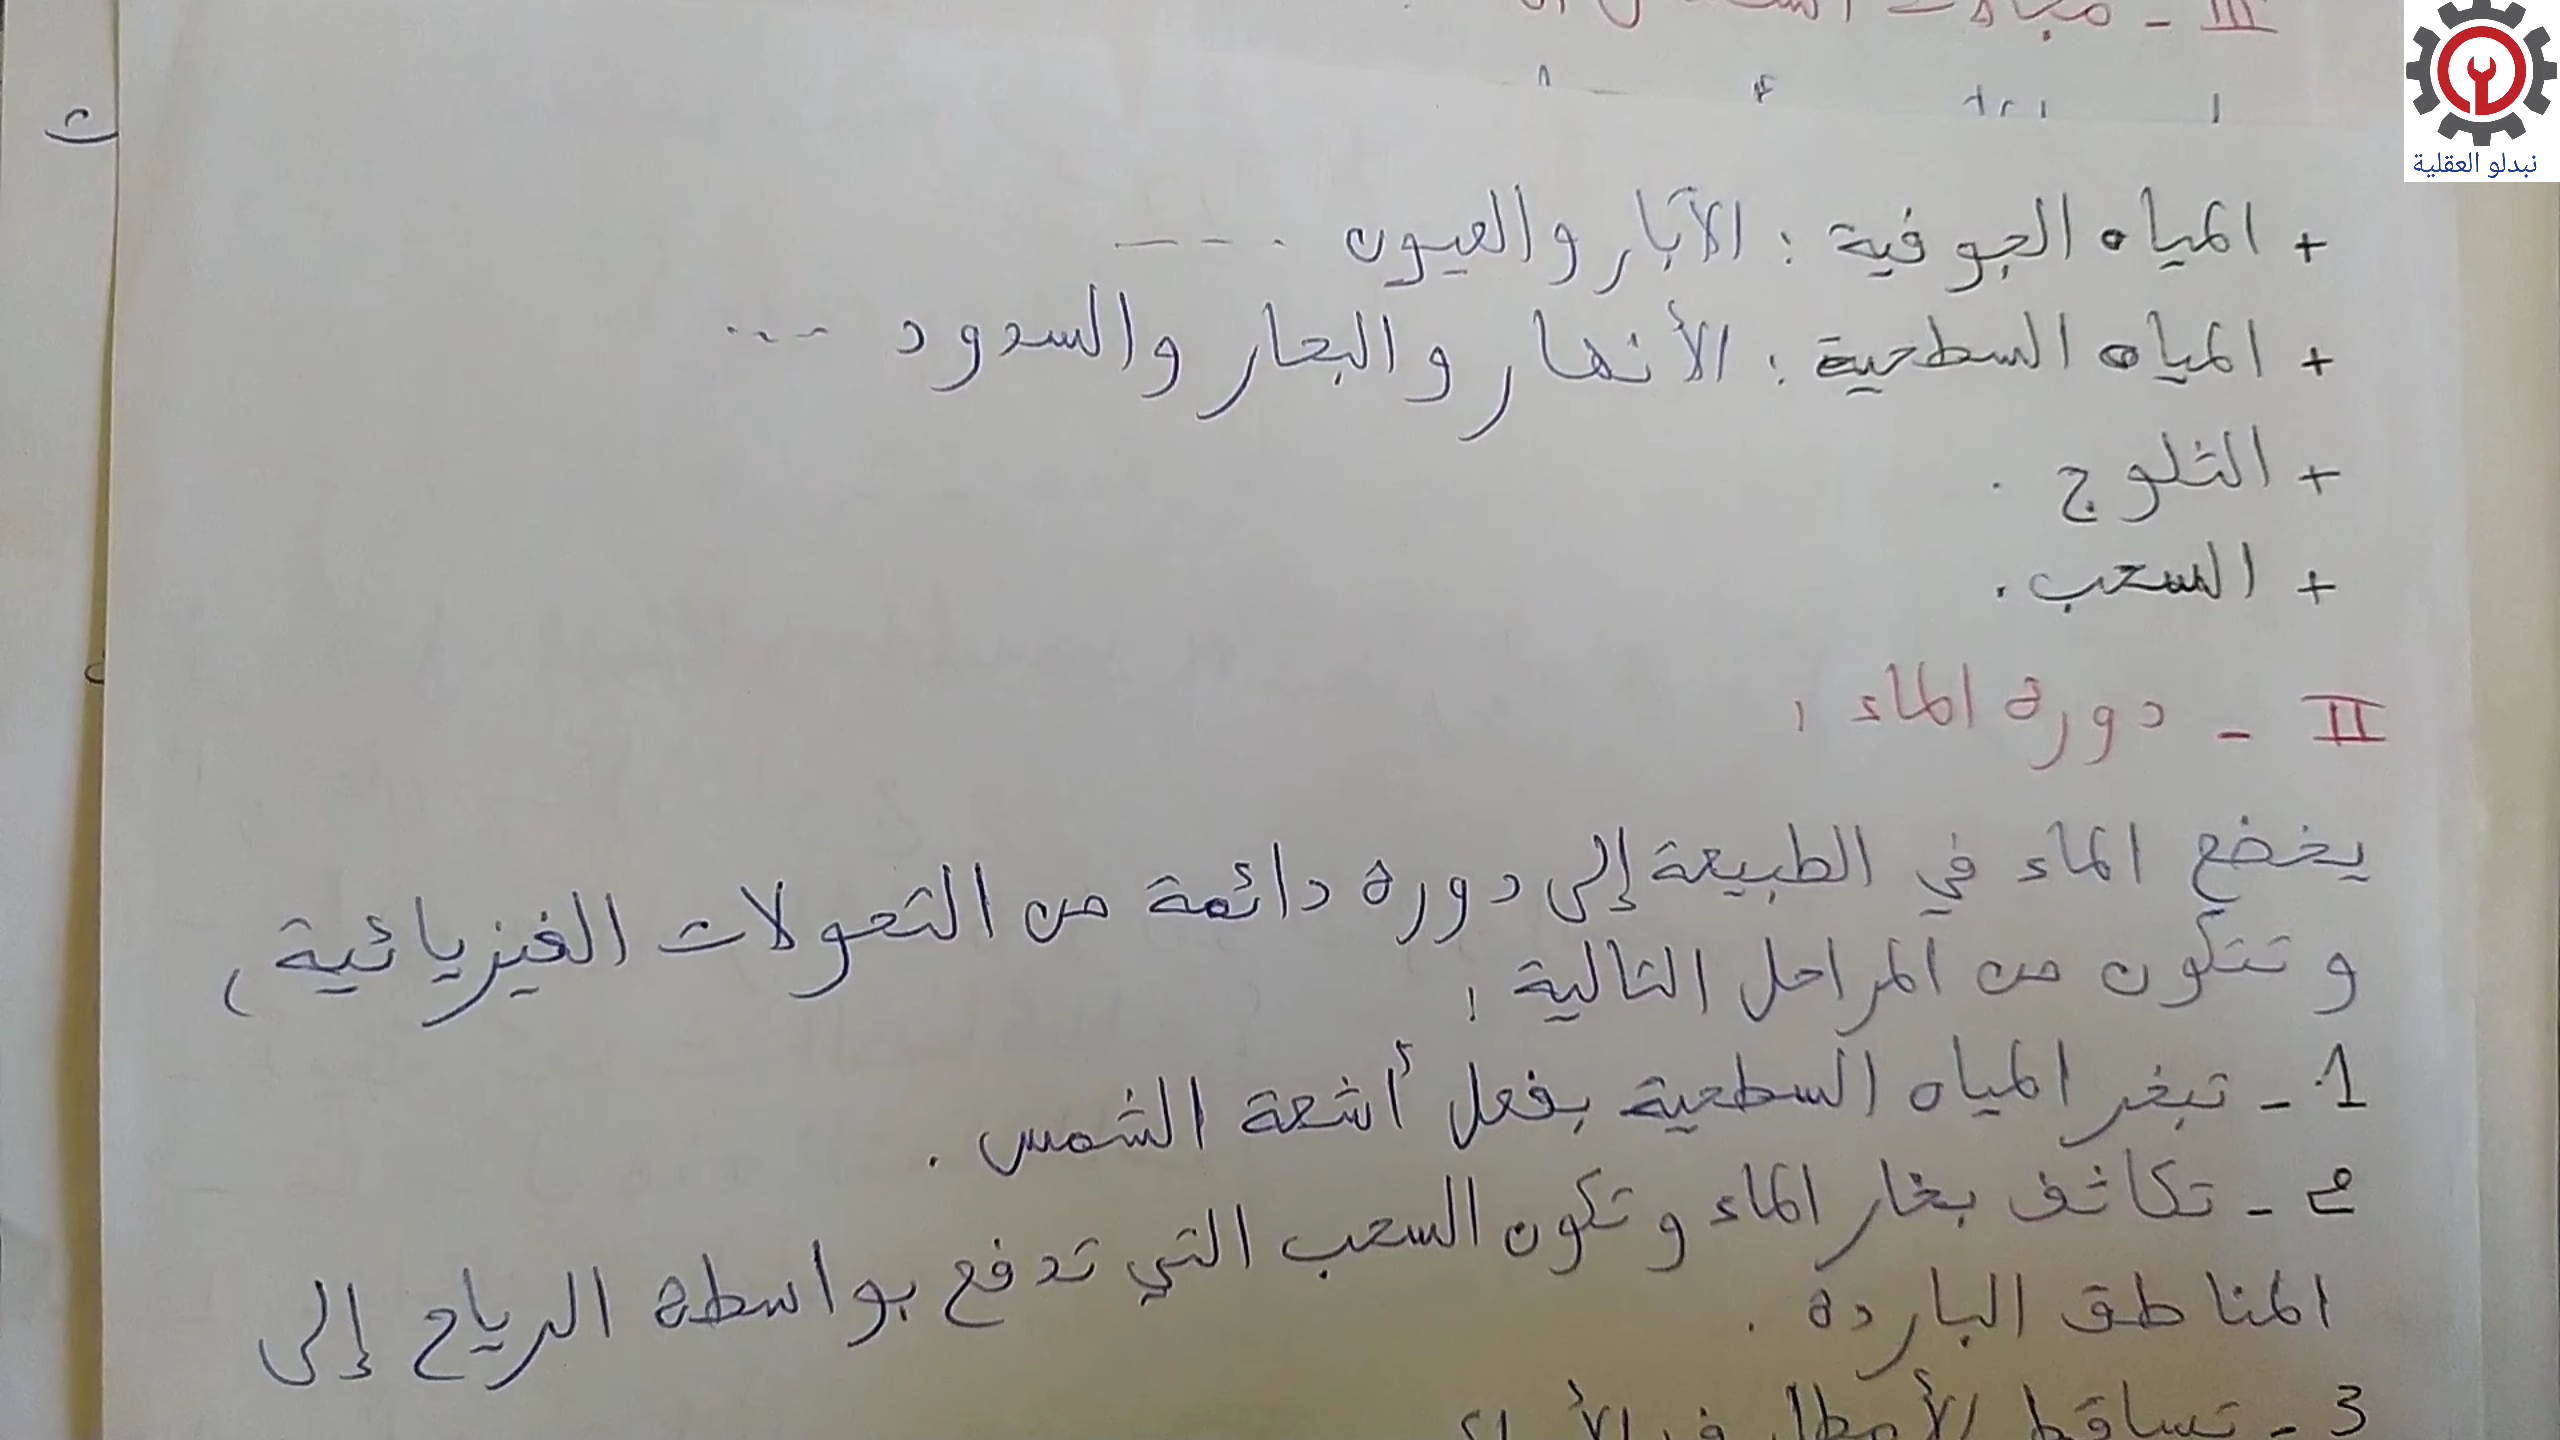 نبدلو العقلية
+ المياه الجوفية : الآبار والعيون ....
+ المياه السطحية : الأنهار والبحار والسدود ...
+ الثلوج .
+ السحب .
II - دورة الماء :
يخضع الماء في الطبيعة إلى دورة دائمة من التحولات الفيزيائية ،
وتتكون من المراحل التالية :
1 - تبخر المياه السطحية بفعل أشعة الشمس .
2 - تكاثف بخار الماء وتكون السحب التي تدفع بواسطة الرياح إلى
المناطق الباردة .
3 - تساقط الأمطار